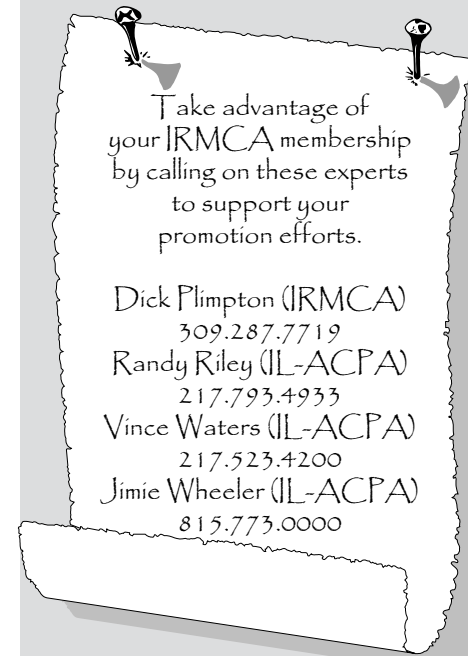 Take advantage of
your IRMCA membership
by calling on these experts
to support your
promotion efforts.
Dick Plimpton (IRMCA)
309.287.7719
Randy Riley (IL-ACPA)
217.793.4933
Vince Waters (IL-ACPA)
217.523.4200
Jimie Wheeler (IL-ACPA)
815.773.0000